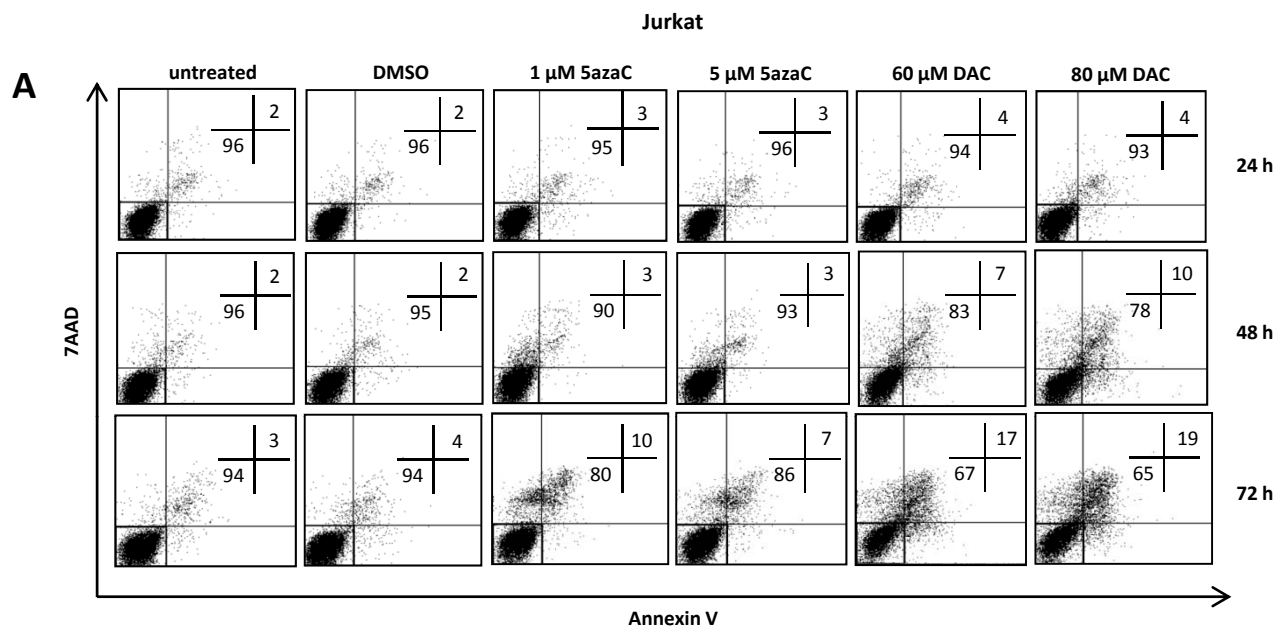 Jurkat
A
untreated DMSO 1 µM 5azaC 5 µM 5azaC 60 µM DAC 80 µM DAC
2 2 3 3 4 4
96 96 95 96 94 93
24 h
2 2 3 3 7 10
96 95 90 93 83 78
48 h
7AAD
3 4 10 7 17 19
94 94 80 86 67 65
72 h
Annexin V